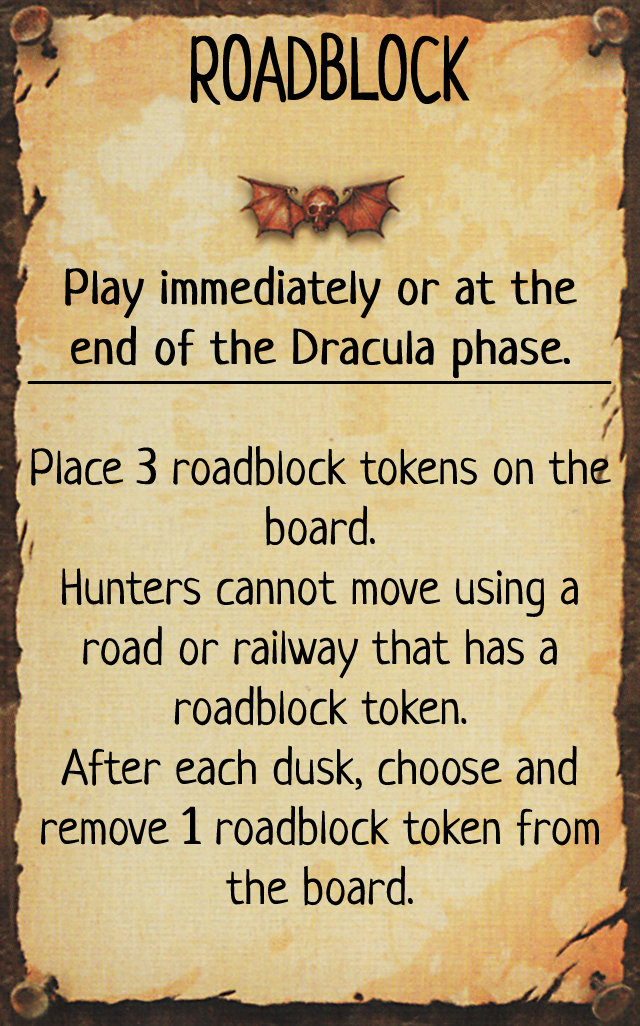 ROADBLOCK
Play immediately or at the
end of the Dracula phase.
Place 3 roadblock tokens on the
board.
Hunters cannot move using a
road or railway that has a
roadblock token.
After each dusk, choose and
remove 1 roadblock token from
the board.